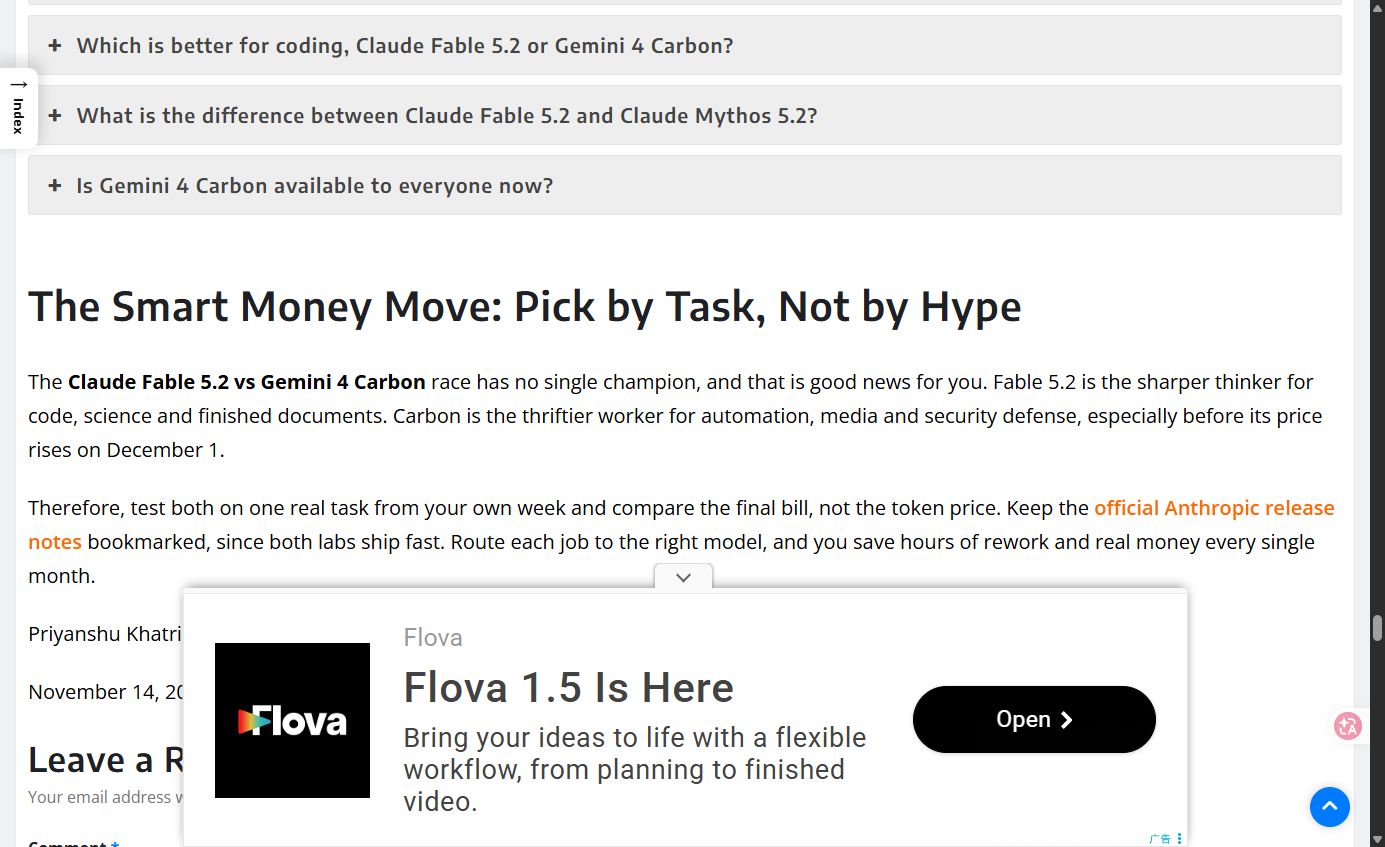 + Which is better for coding, Claude Fable 5.2 or Gemini 4 Carbon?
→ Index
+ What is the difference between Claude Fable 5.2 and Claude Mythos 5.2?
+ Is Gemini 4 Carbon available to everyone now?
The Smart Money Move: Pick by Task, Not by Hype
The Claude Fable 5.2 vs Gemini 4 Carbon race has no single champion, and that is good news for you. Fable 5.2 is the sharper thinker for
code, science and finished documents. Carbon is the thriftier worker for automation, media and security defense, especially before its price
rises on December 1.
Therefore, test both on one real task from your own week and compare the final bill, not the token price. Keep the official Anthropic release
notes bookmarked, since both labs ship fast. Route each job to the right model, and you save hours of rework and real money every single
month.
Priyanshu Khatri
November 14, 20
Leave a R
Your email address
Comment *
Flova
Flova
Flova 1.5 Is Here
Bring your ideas to life with a flexible
workflow, from planning to finished
video.
Open
广告